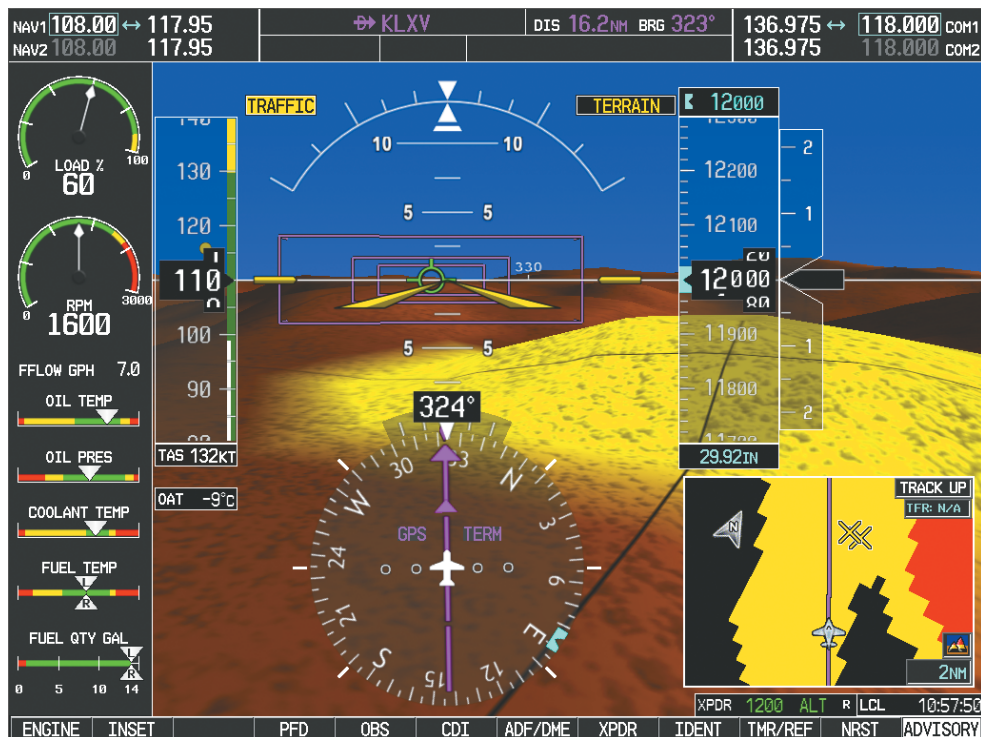 NAV1 108.00 ↔ 117.95
NAV2 108.00 117.95
D KLXV
DIS 16.2NM BRG 323°
136.975 ↔ 118.000 COM1
136.975 118.000 COM2
LOAD %
60
0 100
RPM
1600
0 3000
FFLOW GPH 7.0
OIL TEMP
OIL PRES
COOLANT TEMP
FUEL TEMP
L
R
FUEL QTY GAL
L
R
0 5 10 14
TRAFFIC
TERRAIN
130
120
110
100
90
TAS 132KT
OAT -9°C
10 10
5 5
330
5 5
12000
12200
12100
12000
20
80
11900
11800
29.92IN
2
1
1
2
324°
30 33 N 3 6 E 12 15 S 21 24 W
GPS TERM
TRACK UP
TFR: N/A
N
2NM
XPDR 1200 ALT R LCL 10:57:50
ENGINE INSET PFD OBS CDI ADF/DME XPDR IDENT TMR/REF NRST ADVISORY